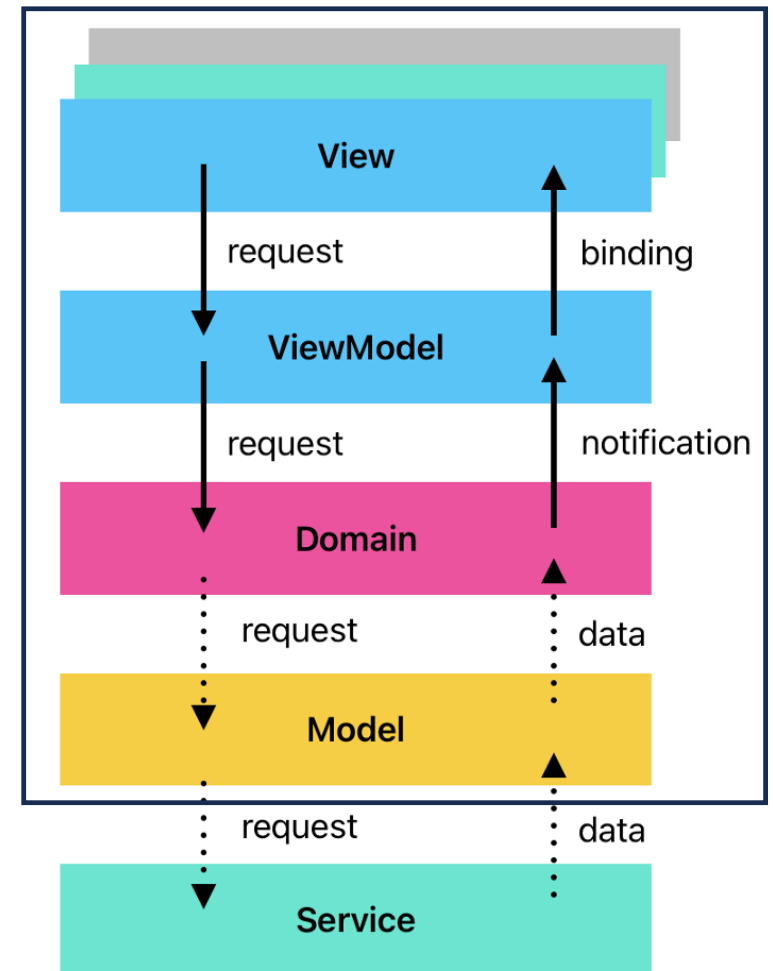 View
request
binding
ViewModel
request
notification
Domain
request
data
Model
request
data
Service